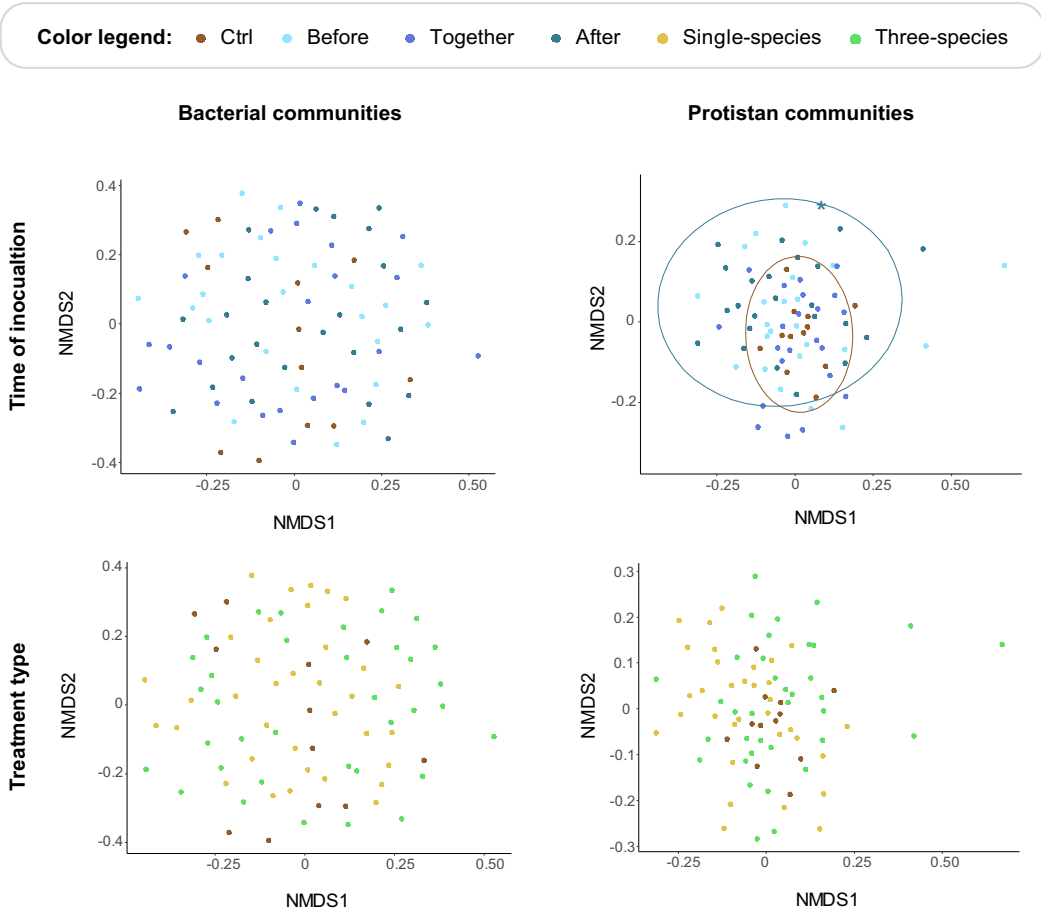 Color legend: Ctrl Before Together After Single-species Three-species
Bacterial communities Protistan communities
Time of inocualtion
NMDS2
0.4
0.2
0
-0.2
-0.4
-0.25 0 0.25 0.50
NMDS1
NMDS2
0.2
0
-0.2
*
-0.25 0 0.25 0.50
NMDS1
Treatment type
NMDS2
0.4
0.2
0
-0.2
-0.4
-0.25 0 0.25 0.50
NMDS1
NMDS2
0.3
0.2
0.1
0
-0.1
-0.2
-0.3
-0.25 0 0.25 0.50
NMDS1